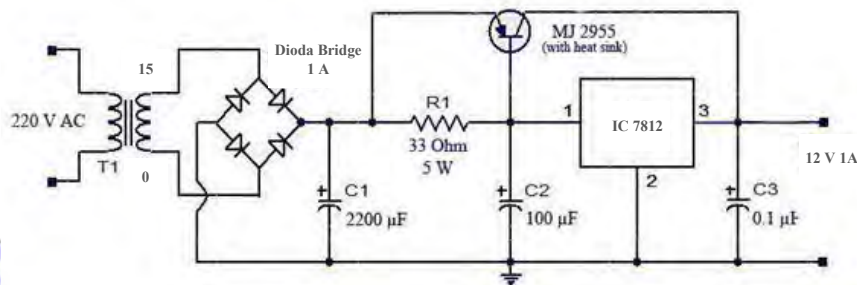 MJ 2955
(with heat sink)
Dioda Bridge
1 A
15
220 V AC
T1
0
R1
33 Ohm
5 W
1
IC 7812
3
2
12 V 1A
+
C1
2200 µF
+
C2
100 µF
+
C3
0.1 µF